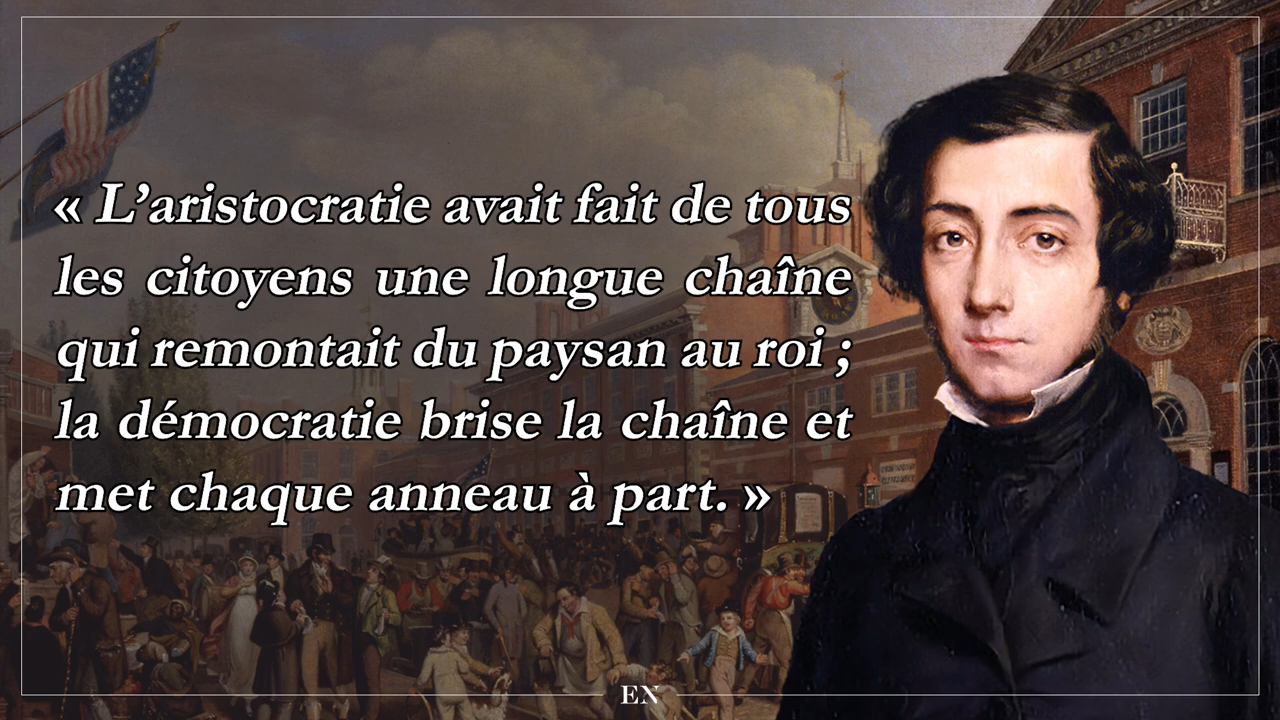 « L’aristocratie avait fait de tous
les citoyens une longue chaîne
qui remontait du paysan au roi ;
la démocratie brise la chaîne et
met chaque anneau à part. »
EN